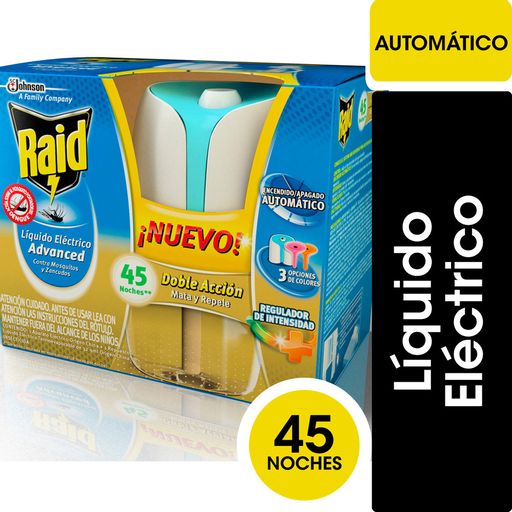 AUTOMÁTICO
Líquido
Eléctrico
45
NOCHES
SC Johnson
A Family Company
Raid
Líquido Eléctrico
Advanced
Contra Mosquitos
y Zancudos
¡NUEVO!
45
Noches**
Doble Acción
Mata y Repele
ENCENDIDO/APAGADO
AUTOMÁTICO
3 OPCIONES
DE COLORES
REGULADOR
DE INTENSIDAD
ATENCIÓN CUIDADO. ANTES DE USAR LEA CON
ATENCIÓN LAS INSTRUCCIONES DEL RÓTULO.
MANTENER FUERA DEL ALCANCE DE LOS NIÑOS
Raid
45